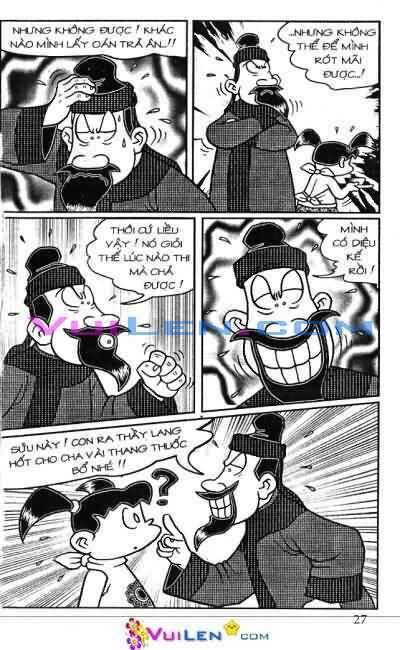 NHƯNG KHÔNG ĐƯỢC! KHÁC
NÀO MÌNH LẤY OÁN TRẢ ÂN...!!
...NHƯNG KHÔNG
THỂ ĐỂ MÌNH
RỚT MÃI
ĐƯỢC...!
THÔI CỨ LIỀU
VẬY! NÓ GIỎI
THẾ LÚC NÀO THI
MÀ CHẢ
ĐƯỢC!
MÌNH
CÓ DIỆU
KẾ
RỒI!
VUILEN.COM
SỬU NÀY! CON RA THẦY LANG
HỐT CHO CHA VÀI THANG THUỐC
BỔ NHÉ!!
?
27
VUILEN.COM